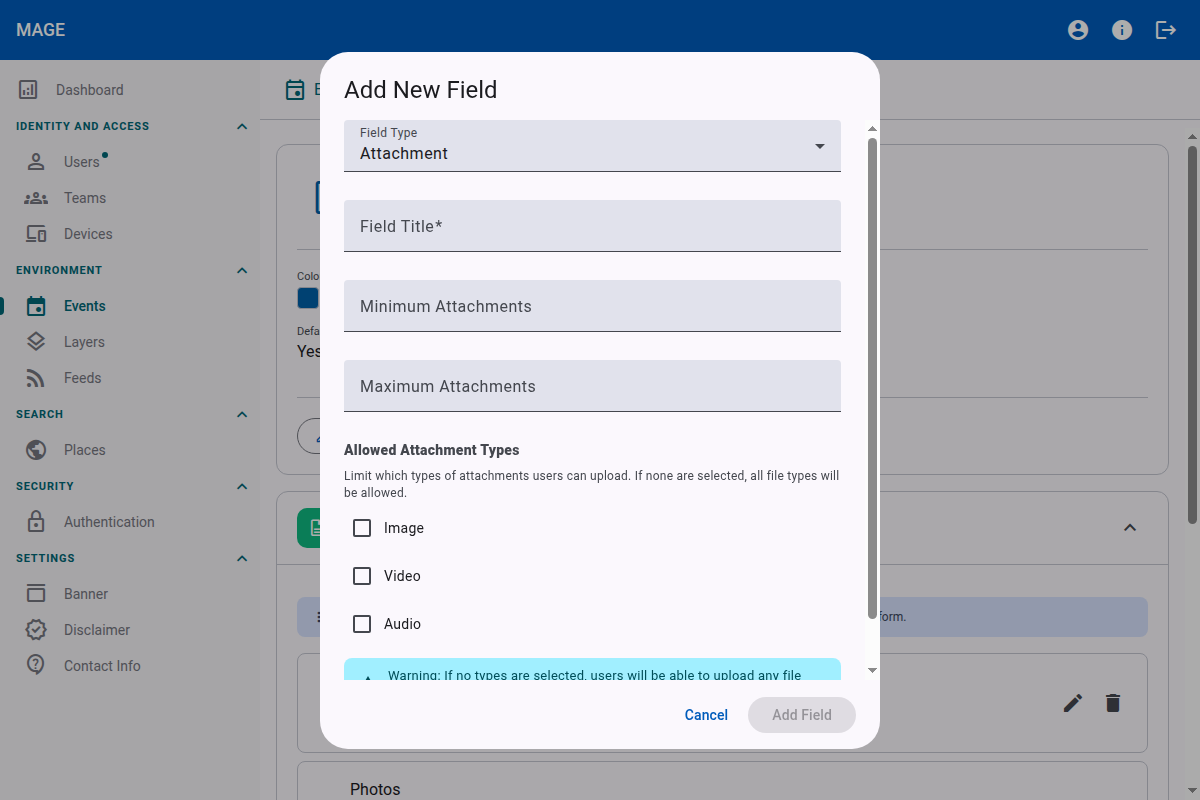 MAGE
Dashboard
IDENTITY AND ACCESS
Users
Teams
Devices
ENVIRONMENT
Events
Layers
Feeds
SEARCH
Places
SECURITY
Authentication
SETTINGS
Banner
Disclaimer
Contact Info
Yes
form.
Photos
Add New Field
Field Type
Attachment
Field Title*
Minimum Attachments
Maximum Attachments
Allowed Attachment Types
Limit which types of attachments users can upload. If none are selected, all file types will
be allowed.
Image
Video
Audio
Warning: If no types are selected, users will be able to upload any file
Cancel
Add Field